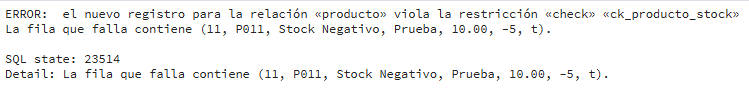 ERROR:  el nuevo registro para la relación «producto» viola la restricción «check» «ck_producto_stock»
La fila que falla contiene (11, P011, Stock Negativo, Prueba, 10.00, -5, t).
SQL state: 23514
Detail: La fila que falla contiene (11, P011, Stock Negativo, Prueba, 10.00, -5, t).